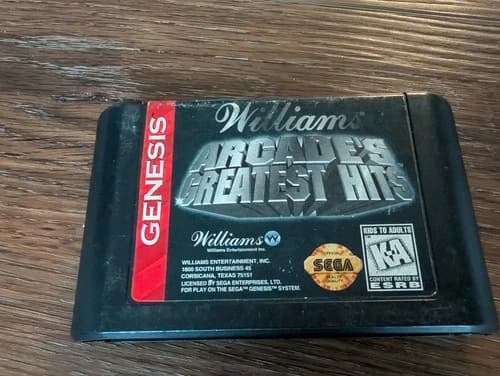 GENESIS
Williams
ARCADE'S
GREATEST HITS
Williams
Williams Entertainment Inc.
WILLIAMS ENTERTAINMENT, INC.
1800 SOUTH BUSINESS 45
CORSICANA, TEXAS 75151
LICENSED BY SEGA ENTERPRISES, LTD.
FOR PLAY ON THE SEGA™ GENESIS™ SYSTEM.
SEGA
KIDS TO ADULTS
K-A
CONTENT RATED BY
ESRB